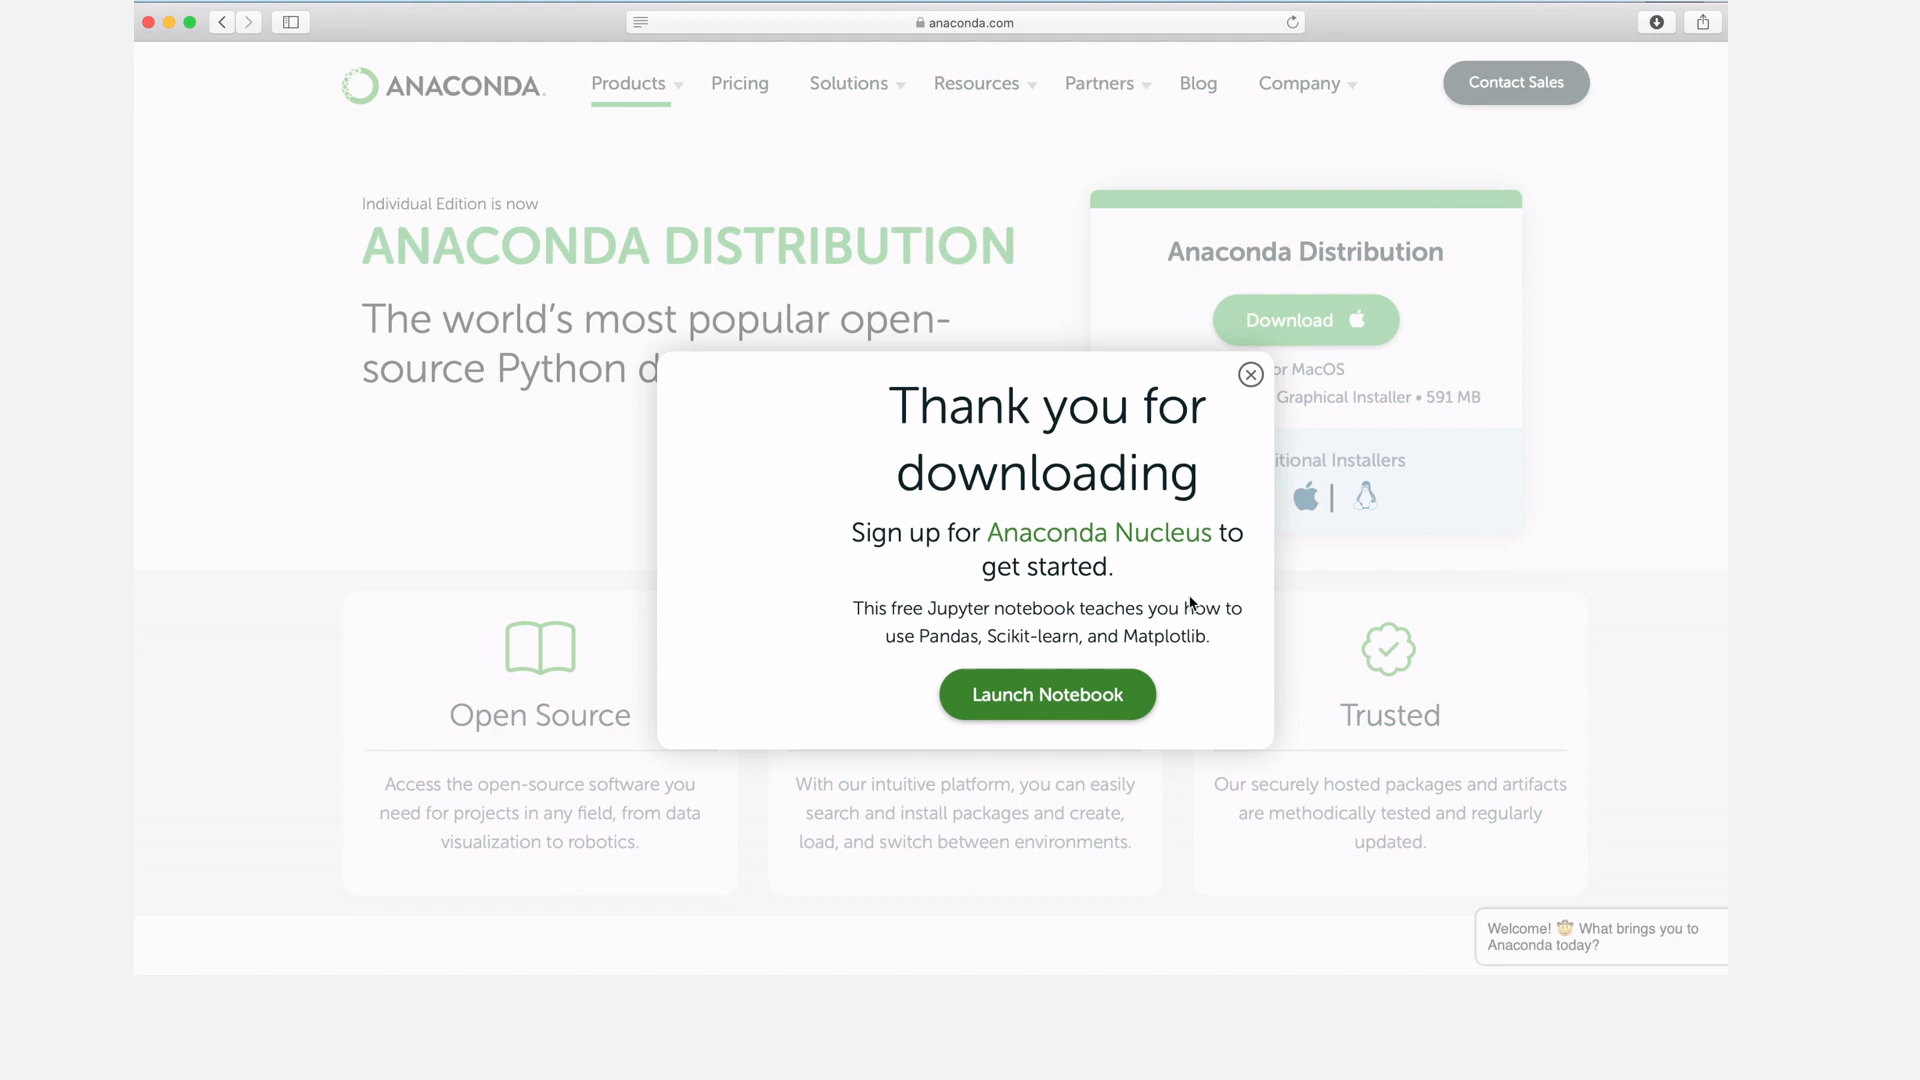 anaconda.com
ANACONDA.
Products
Pricing
Solutions
Resources
Partners
Blog
Company
Contact Sales
Individual Edition is now
ANACONDA DISTRIBUTION
The world's most popular open-
source Python d
Anaconda Distribution
Download
or MacOS
Graphical Installer • 591 MB
itional Installers
Thank you for
downloading
Sign up for Anaconda Nucleus to
get started.
This free Jupyter notebook teaches you how to
use Pandas, Scikit-learn, and Matplotlib.
Launch Notebook
Open Source
Access the open-source software you
need for projects in any field, from data
visualization to robotics.
With our intuitive platform, you can easily
search and install packages and create,
load, and switch between environments.
Trusted
Our securely hosted packages and artifacts
are methodically tested and regularly
updated.
Welcome! 🤠 What brings you to
Anaconda today?